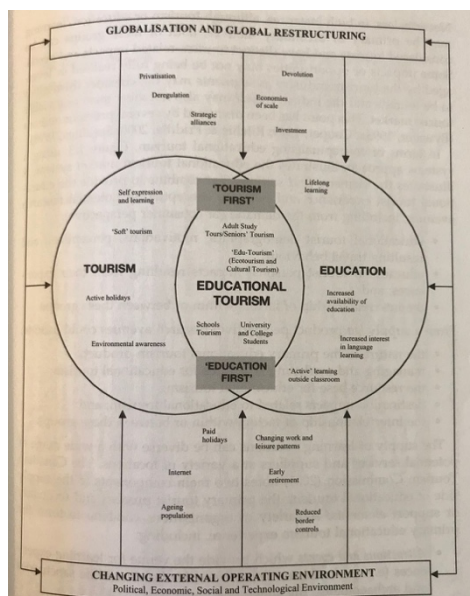 GLOBALISATION AND GLOBAL RESTRUCTURING
Privatisation
Devolution
Deregulation
Economies
of scale
Strategic
alliances
Investment
Self expression
and learning
'TOURISM
FIRST'
Lifelong
learning
'Soft' tourism
Adult Study
Tours/Seniors' Tourism
'Edu-Tourism'
(Ecotourism and
Cultural Tourism)
TOURISM
EDUCATION
EDUCATIONAL
TOURISM
Active holidays
Increased
availability of
education
Schools
Tourism
University
and College
Students
Environmental awareness
Increased interest
in language
learning
'EDUCATION
FIRST'
'Active' learning
outside classroom
Paid
holidays
Changing work and
leisure patterns
Internet
Early
retirement
Ageing
population
Reduced
border
controls
CHANGING EXTERNAL OPERATING ENVIRONMENT
Political, Economic, Social and Technological Environment